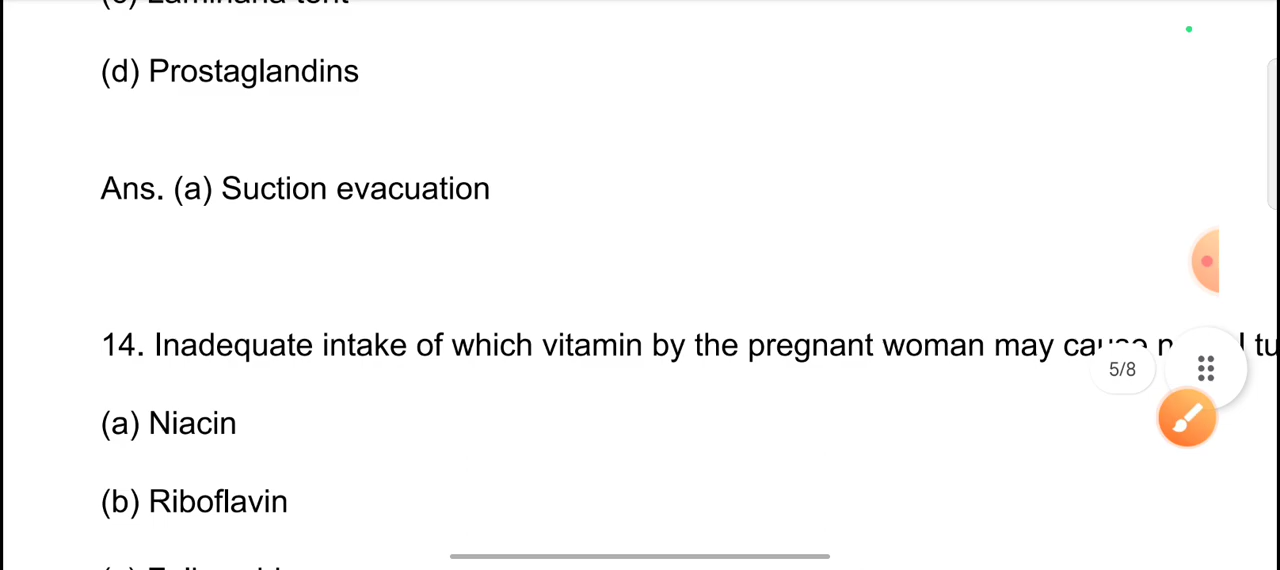 (d) Prostaglandins
Ans. (a) Suction evacuation
14. Inadequate intake of which vitamin by the pregnant woman may
5/8
(a) Niacin
(b) Riboflavin